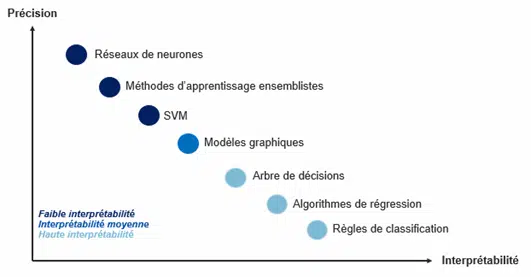 Précision
Réseaux de neurones
Méthodes d'apprentissage ensemblistes
SVM
Modèles graphiques
Arbre de décisions
Algorithmes de régression
Règles de classification
Faible interprétabilité
Interprétabilité moyenne
Haute interprétabilité
Interprétabilité